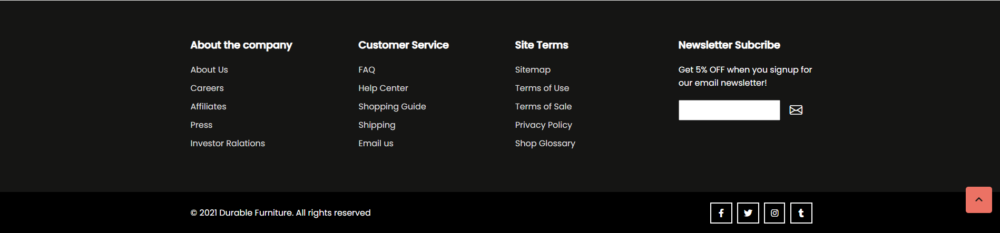 About the company
About Us
Careers
Affiliates
Press
Investor Ralations
Customer Service
FAQ
Help Center
Shopping Guide
Shipping
Email us
Site Terms
Sitemap
Terms of Use
Terms of Sale
Privacy Policy
Shop Glossary
Newsletter Subcribe
Get 5% OFF when you signup for
our email newsletter!
© 2021 Durable Furniture. All rights reserved